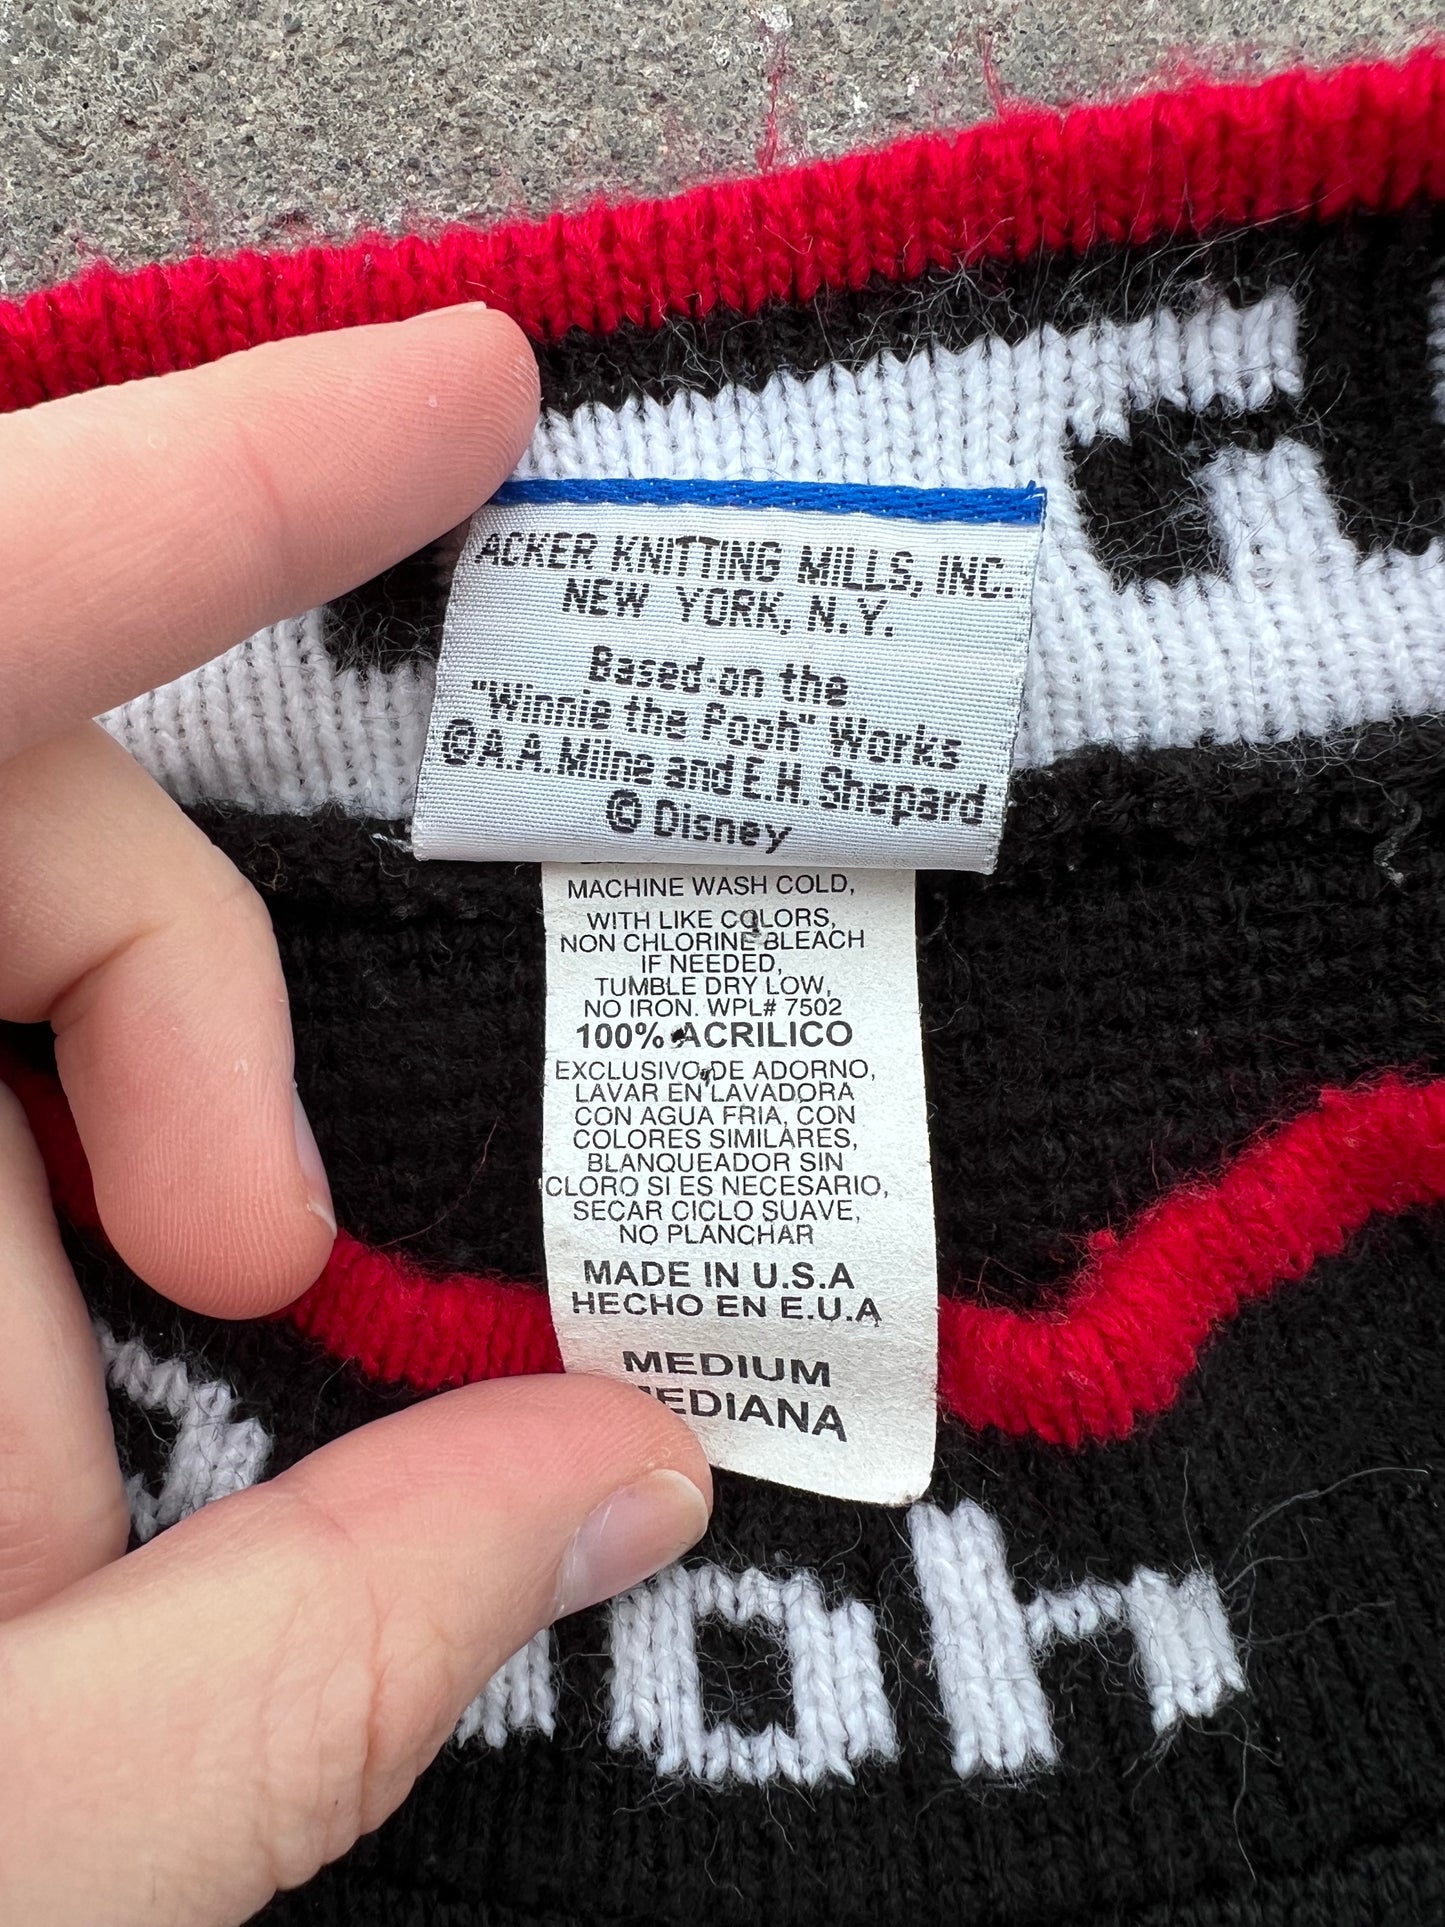 ACKER KNITTING MILLS, INC.
NEW YORK, N.Y.
Based on the
"Winnie the Pooh" Works
©A.A.Milne and E.H. Shepard
© Disney
MACHINE WASH COLD,
WITH LIKE COLORS,
NON CHLORINE BLEACH
IF NEEDED,
TUMBLE DRY LOW,
NO IRON. WPL# 7502
100% ACRILICO
EXCLUSIVO DE ADORNO,
LAVAR EN LAVADORA
CON AGUA FRIA, CON
COLORES SIMILARES,
BLANQUEADOR SIN
CLORO SI ES NECESARIO,
SECAR CICLO SUAVE,
NO PLANCHAR
MADE IN U.S.A
HECHO EN E.U.A
MEDIUM
EDIANA
oh